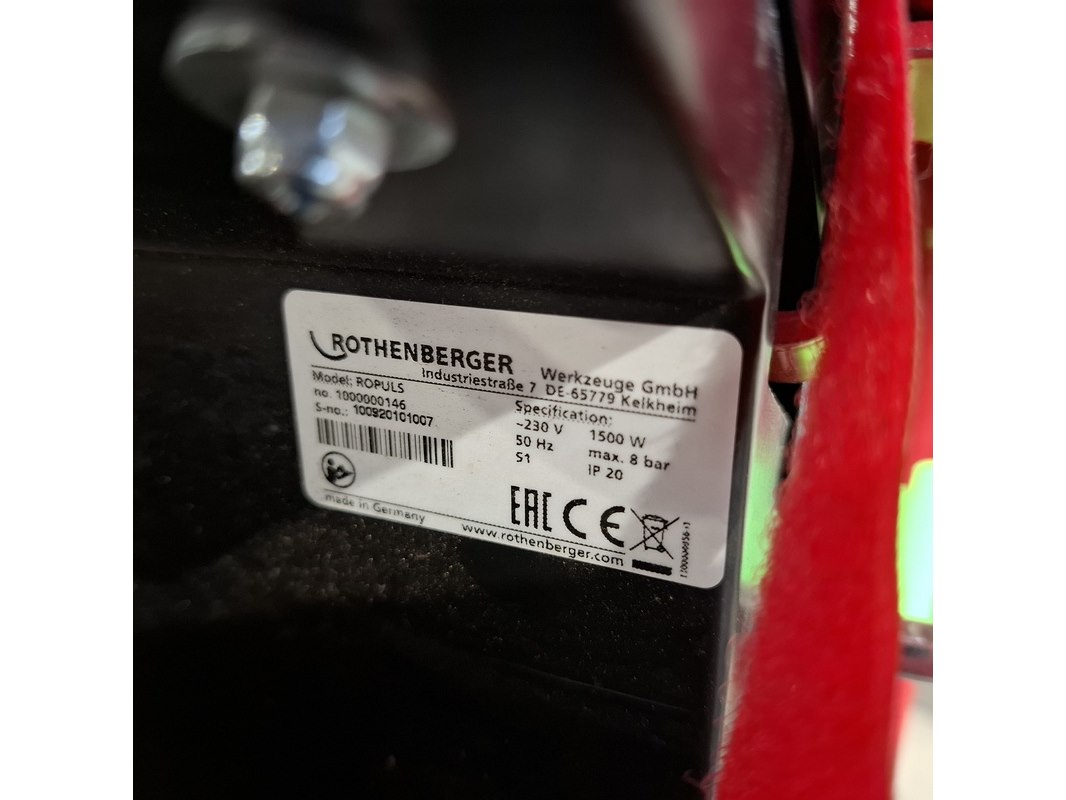 ROTHENBERGER Werkzeuge GmbH
Industriestraße 7 DE-65779 Kelkheim
Model: ROPULS
no. 1000000146
S-no.: 100920101007
Specification:
~230 V 1500 W
50 Hz max. 8 bar
S1 IP 20
EAC CE
made in Germany
www.rothenberger.com